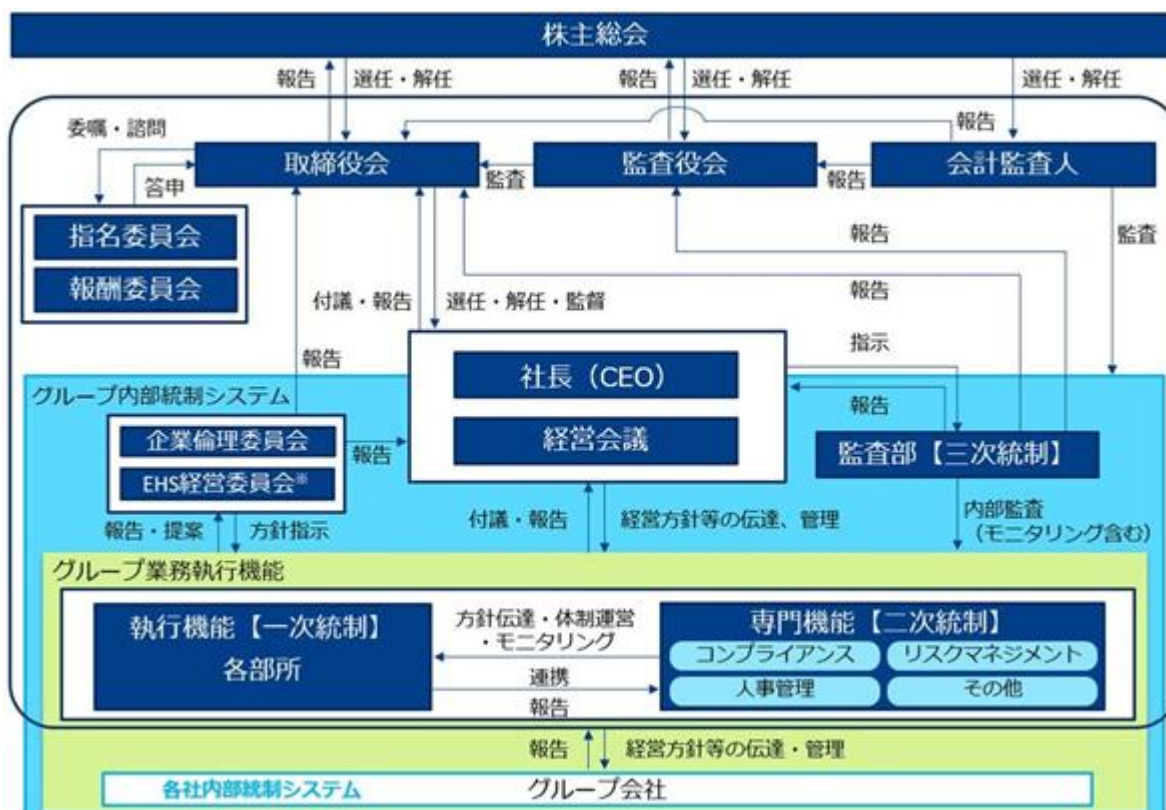 株主総会
報告
選任・解任
報告
選任・解任
選任・解任
委嘱・諮問
報告
取締役会
監査
監査役会
報告
会計監査人
答申
指名委員会
報酬委員会
報告
監査
付議・報告
選任・解任・監督
報告
報告
指示
グループ内部統制システム
社長（CEO）
経営会議
報告
企業倫理委員会
EHS経営委員会※
報告
監査部【三次統制】
報告・提案
方針指示
付議・報告
経営方針等の伝達、管理
内部監査
（モニタリング含む）
グループ業務執行機能
執行機能【一次統制】
各部所
方針伝達・体制運営
・モニタリング
連携
報告
専門機能【二次統制】
コンプライアンス
リスクマネジメント
人事管理
その他
報告
経営方針等の伝達・管理
各社内部統制システム
グループ会社